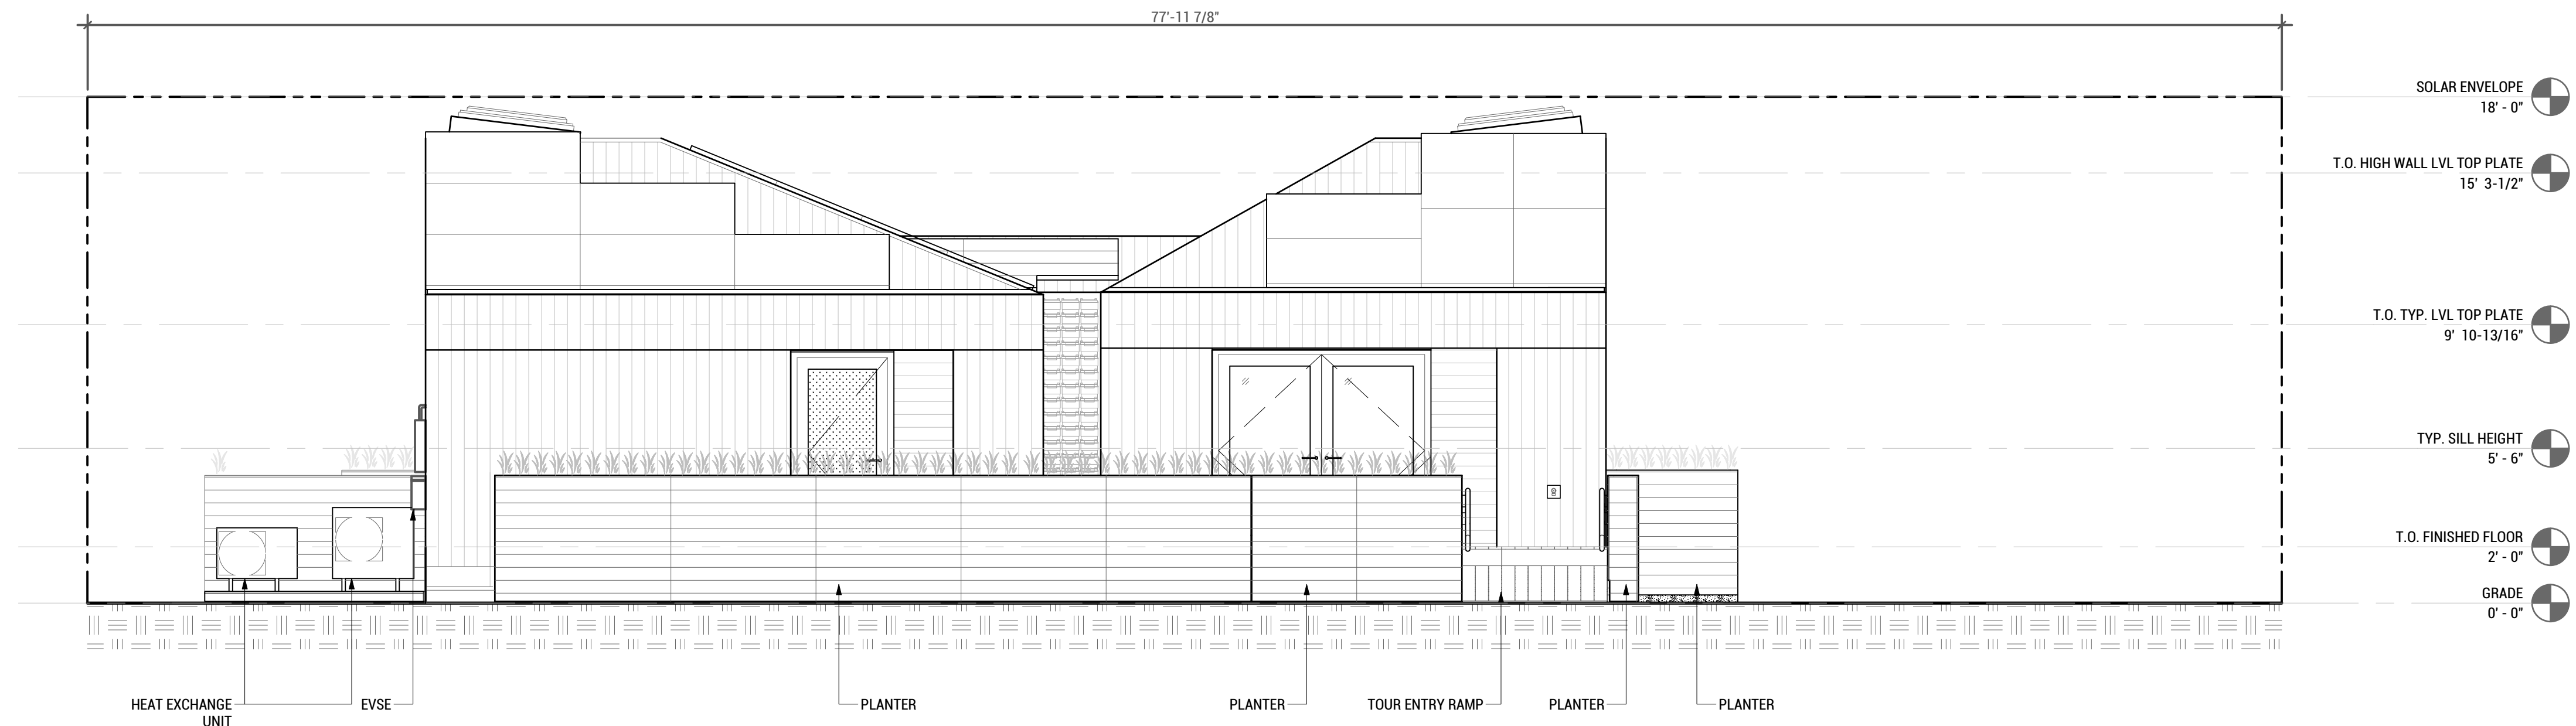 77'-11 7/8"
SOLAR ENVELOPE
18' - 0"
T.O. HIGH WALL LVL TOP PLATE
15' 3-1/2"
T.O. TYP. LVL TOP PLATE
9' 10-13/16"
TYP. SILL HEIGHT
5' - 6"
T.O. FINISHED FLOOR
2' - 0"
GRADE
0' - 0"
HEAT EXCHANGE
UNIT
EVSE
PLANTER
PLANTER
TOUR ENTRY RAMP
PLANTER
PLANTER